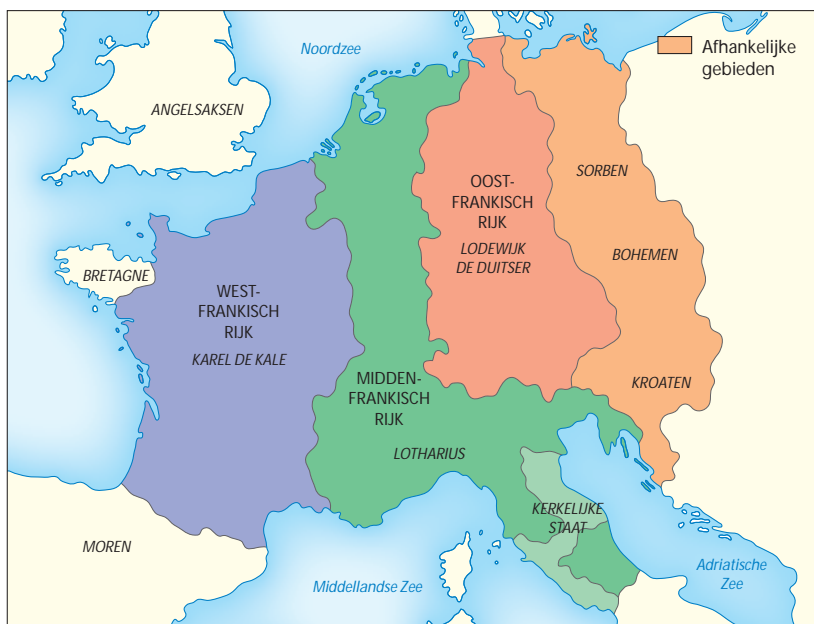 Noordzee
Afhankelijke
gebieden
ANGELSAKSEN
SORBEN
OOST-
FRANKISCH
RIJK
LODEWIJK
DE DUITSER
BOHEMEN
BRETAGNE
WEST-
FRANKISCH
RIJK
KAREL DE KALE
MIDDEN-
FRANKISCH
RIJK
KROATEN
LOTHARIUS
KERKELIJKE
STAAT
MOREN
Middellandse Zee
Adriatische
Zee